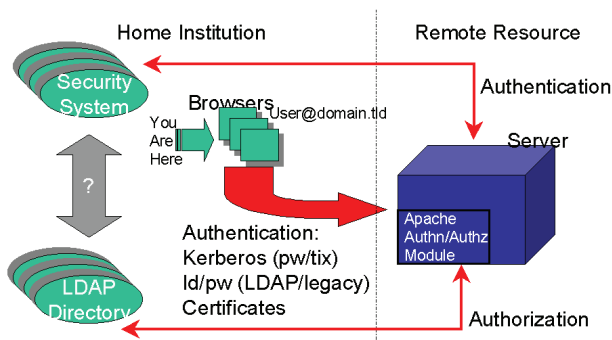 Home Institution
Remote Resource
Security
System
Authentication
Browsers
User@domain.tld
You
Are
Here
Server
?
Apache
Authn/Authz
Module
Authentication:
Kerberos (pw/tix)
Id/pw (LDAP/legacy)
Certificates
LDAP
Directory
Authorization